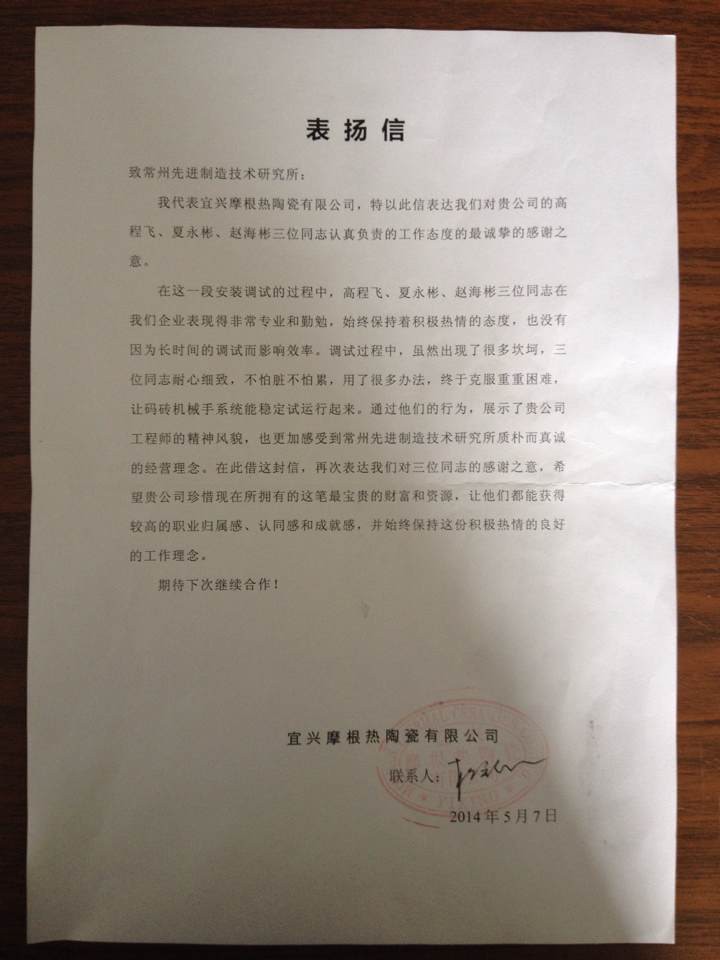 表扬信
致常州先进制造技术研究所：
我代表宜兴摩根热陶瓷有限公司，特以此信表达我们对贵公司的高
程飞、夏永彬、赵海彬三位同志认真负责的工作态度的最诚挚的感谢之
意。
在这一段安装调试的过程中，高程飞、夏永彬、赵海彬三位同志在
我们企业表现得非常专业和勤勉，始终保持着积极热情的态度，也没有
因为长时间的调试而影响效率。调试过程中，虽然出现了很多坎坷，三
位同志耐心细致，不怕脏不怕累，用了很多办法，终于克服重重困难，
让码砖机械手系统能稳定试运行起来。通过他们的行为，展示了贵公司
工程师的精神风貌，也更加感受到常州先进制造技术研究所质朴而真诚
的经营理念。在此借这封信，再次表达我们对三位同志的感谢之意，希
望贵公司珍惜现在所拥有的这笔最宝贵的财富和资源，让他们都能获得
较高的职业归属感、认同感和成就感，并始终保持这份积极热情的良好
的工作理念。
期待下次继续合作！
宜兴摩根热陶瓷有限公司
联系人：
2014年5月7日